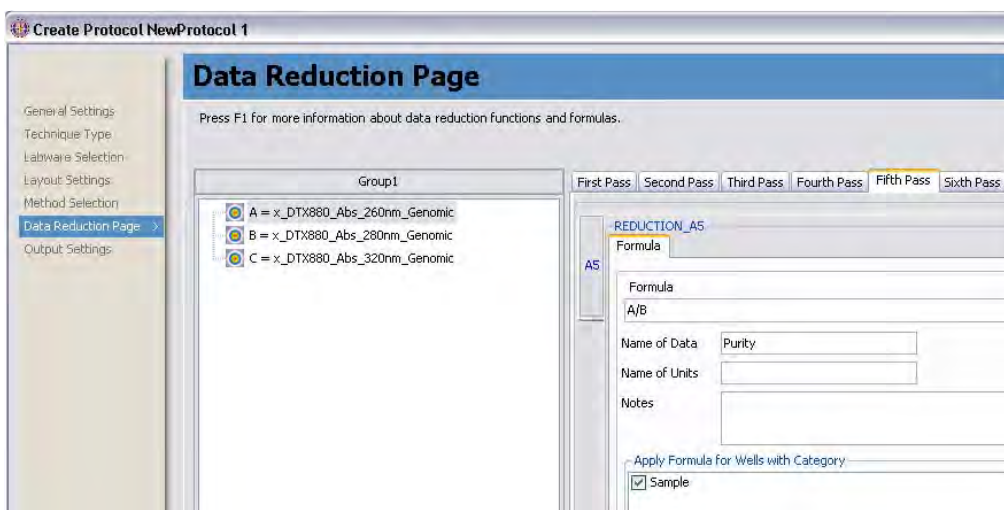 Create Protocol NewProtocol 1
Data Reduction Page
Press F1 for more information about data reduction functions and formulas.
General Settings
Technique Type
Labware Selection
Layout Settings
Method Selection
Data Reduction Page >
Output Settings
Group1
A = x_DTX880_Abs_260nm_Genomic
B = x_DTX880_Abs_280nm_Genomic
C = x_DTX880_Abs_320nm_Genomic
First Pass Second Pass Third Pass Fourth Pass Fifth Pass Sixth Pass
A5
REDUCTION_A5
Formula
Formula
A/B
Name of Data Purity
Name of Units
Notes
Apply Formula for Wells with Category
Sample